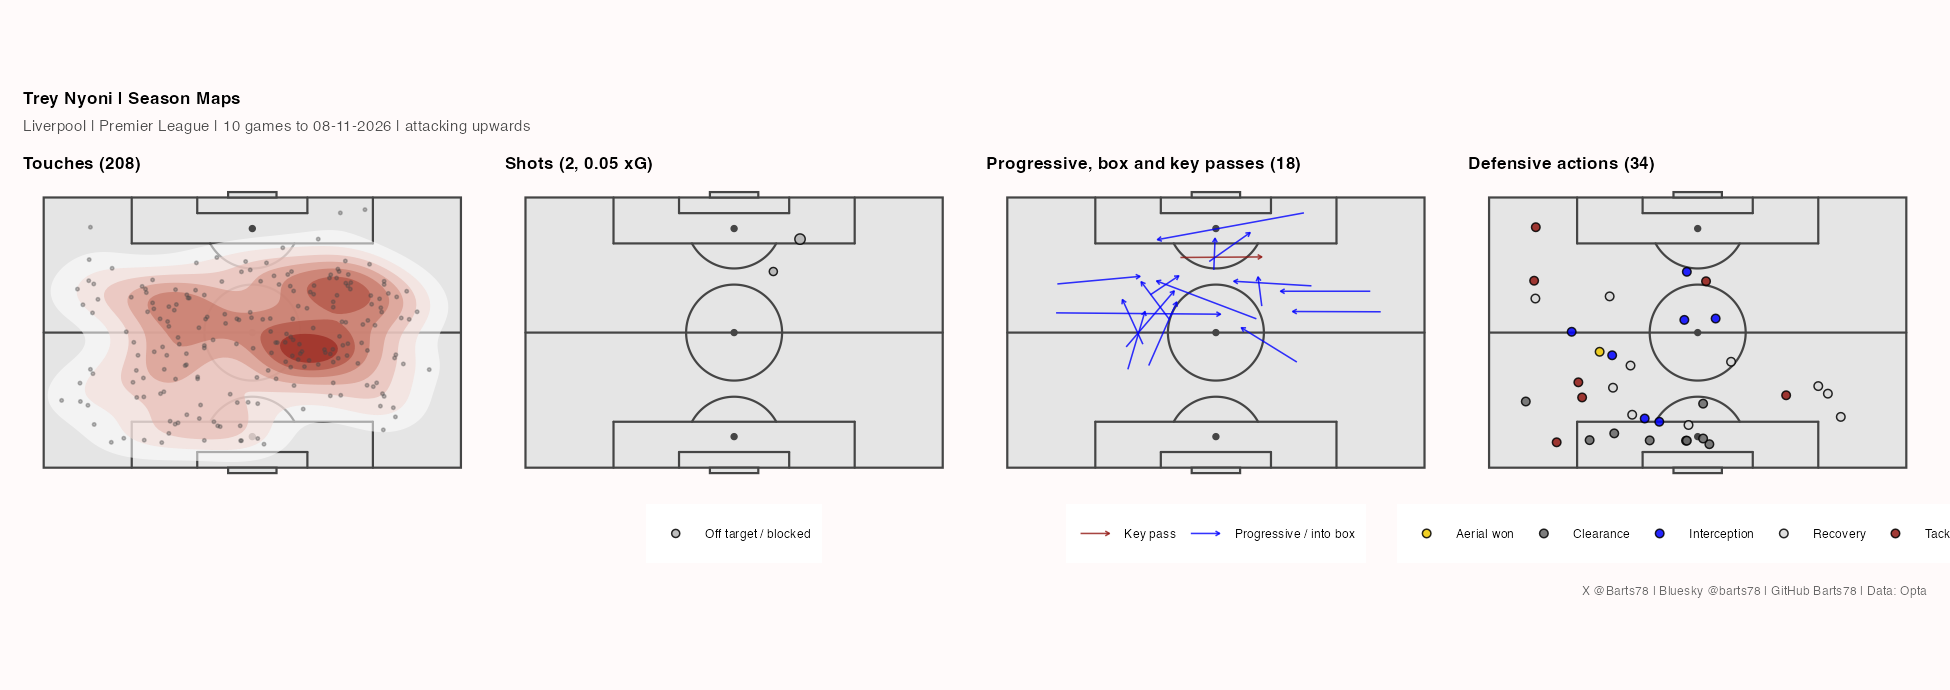 Trey Nyoni | Season Maps
Liverpool | Premier League | 10 games to 08-11-2026 | attacking upwards
Touches (208)
Shots (2, 0.05 xG)
Progressive, box and key passes (18)
Defensive actions (34)
Off target / blocked
Key pass
Progressive / into box
Aerial won
Clearance
Interception
Recovery
Tack
X @Barts78 | Bluesky @barts78 | GitHub Barts78 | Data: Opta